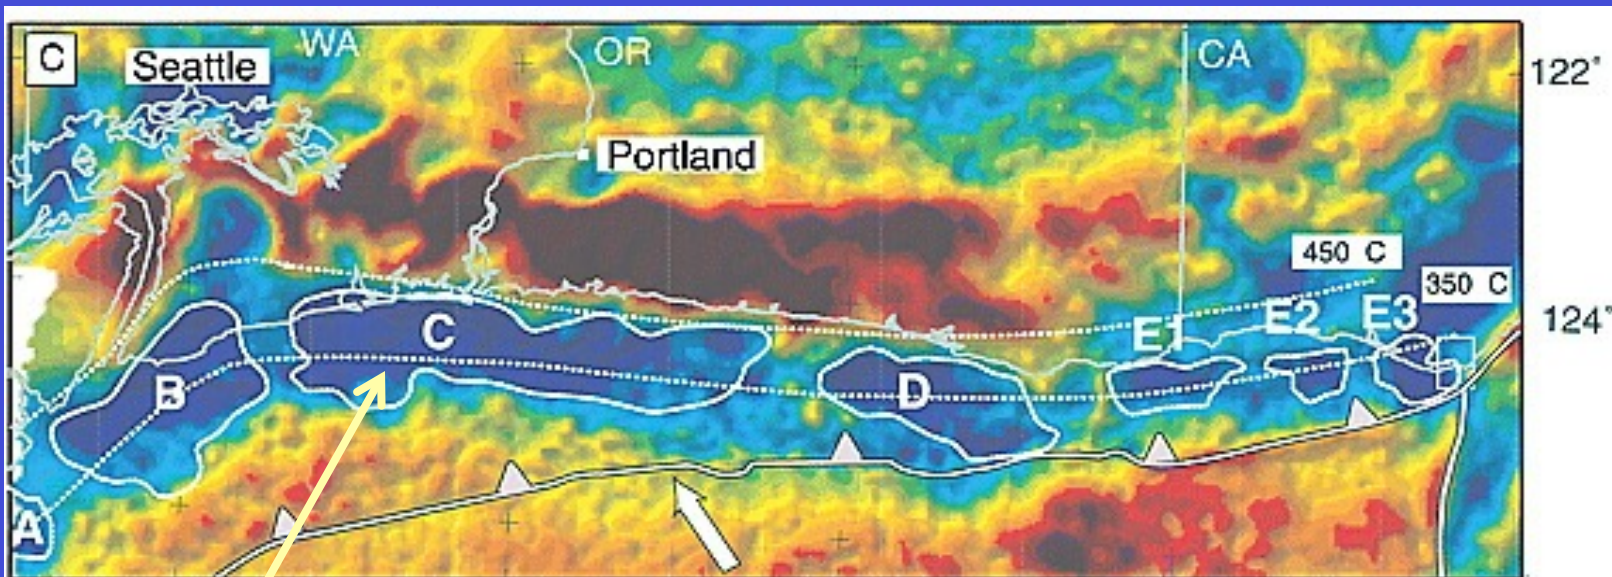 C
Seattle
WA
OR
CA
122°
Portland
450 C
350 C
124°
C
E1
E2
E3
B
D
A